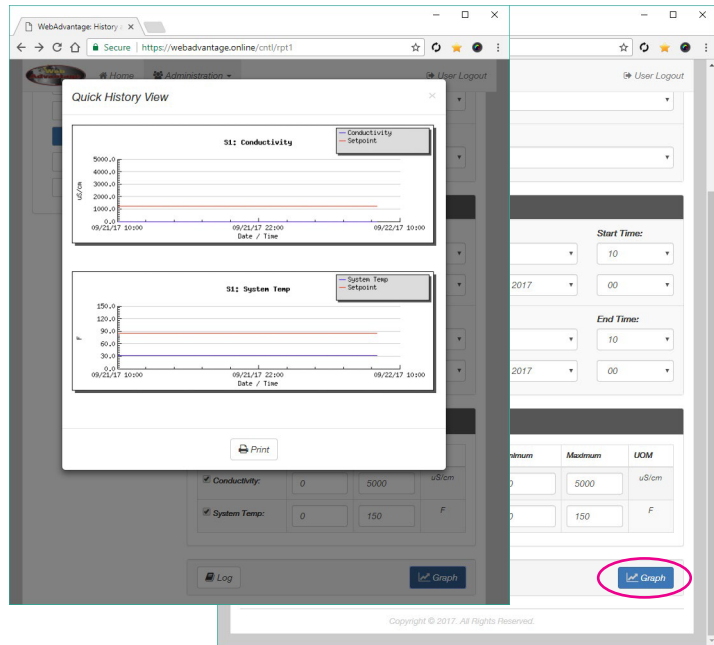 WebAdvantage: History
Secure https://webadvantage.online/cntl/rpt1
Home Administration User Logout
User Logout
Quick History View
×
S1: Conductivity
Conductivity
Setpoint
uS/cm
5000.0
4000.0
3000.0
2000.0
1000.0
0.0
09/21/17 10:00 09/21/17 22:00 09/22/17 10:00
Date / Time
S1: System Temp
System Temp
Setpoint
F
150.0
120.0
90.0
60.0
30.0
0.0
09/21/17 10:00 09/21/17 22:00 09/22/17 10:00
Date / Time
Print
Start Time:
10
2017 00
End Time:
10
2017 00
Maximum UOM
Conductivity: 0 5000 uS/cm
5000 uS/cm
System Temp: 0 150 F
150 F
Log Graph
Graph
Copyright © 2017. All Rights Reserved.